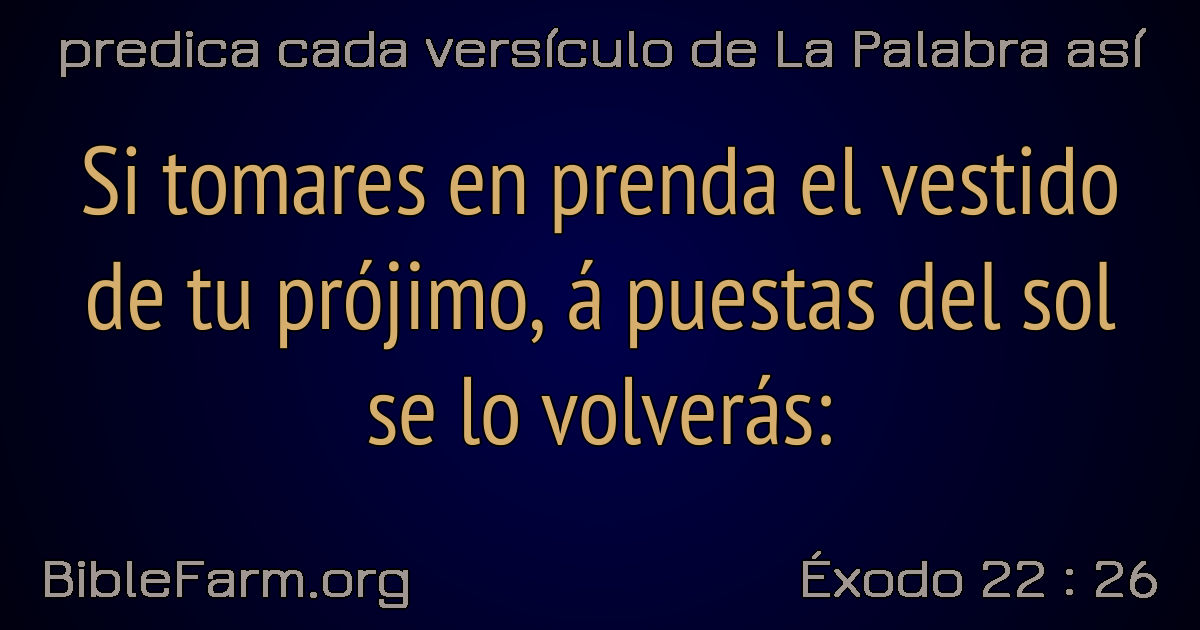 predica cada versículo de La Palabra así
Si tomares en prenda el vestido
de tu prójimo, á puestas del sol
se lo volverás:
BibleFarm.org
Éxodo 22 : 26